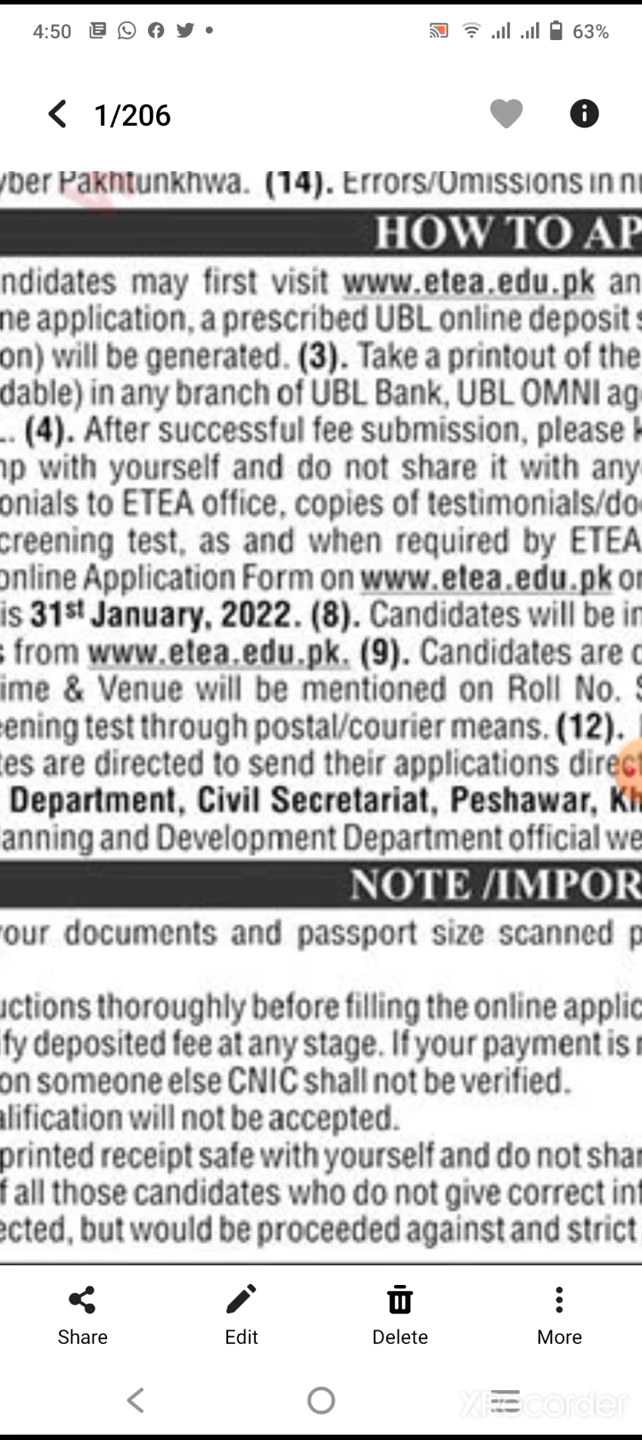 4:50
63%
1/206
yber Pakhtunkhwa. (14). Errors/Omissions in
HOW TO AP
ndidates may first visit www.etea.edu.pk an
ne application, a prescribed UBL online deposit s
on) will be generated. (3). Take a printout of the
dable) in any branch of UBL Bank, UBL OMNI ag
.. (4). After successful fee submission, please k
np with yourself and do not share it with any
onials to ETEA office, copies of testimonials/do
creening test, as and when required by ETEA
online Application Form on www.etea.edu.pk or
is 31st January, 2022. (8). Candidates will be in
s from www.etea.edu.pk. (9). Candidates are
ime & Venue will be mentioned on Roll No. S
eening test through postal/courier means. (12).
tes are directed to send their applications direct
Department, Civil Secretariat, Peshawar, Kh
lanning and Development Department official we
NOTE /IMPOR
your documents and passport size scanned p
uctions thoroughly before filling the online applic
ify deposited fee at any stage. If your payment is
on someone else CNIC shall not be verified.
alification will not be accepted.
printed receipt safe with yourself and do not shar
f all those candidates who do not give correct inf
ected, but would be proceeded against and strict
Share Edit Delete More
XRecorder